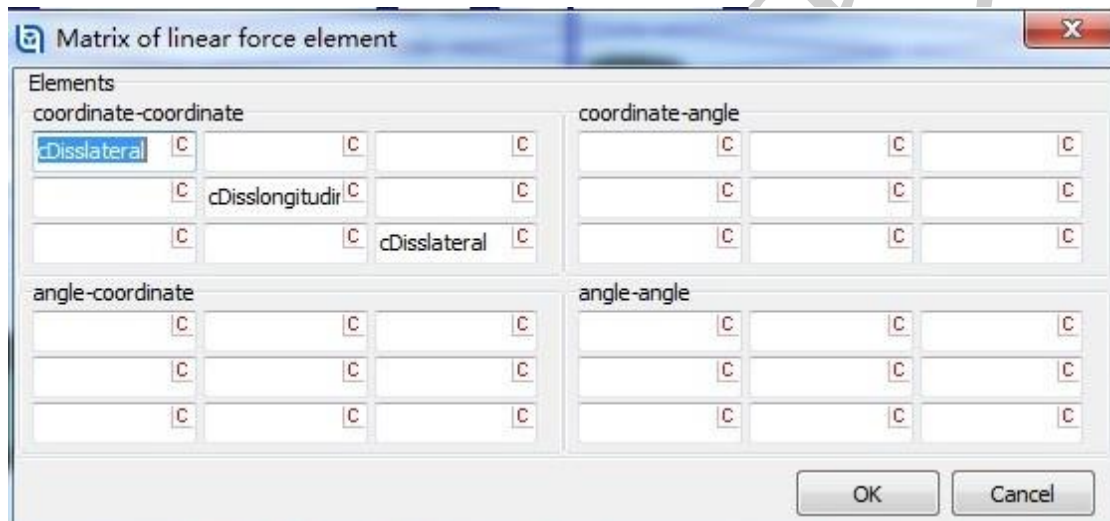 Matrix of linear force element
Elements
coordinate-coordinate coordinate-angle
cDisslateral C C C C C C
C cDisslongitudir C C C C C
C C cDisslateral C C C C
angle-coordinate angle-angle
C C C C C C
C C C C C C
C C C C C C
OK Cancel